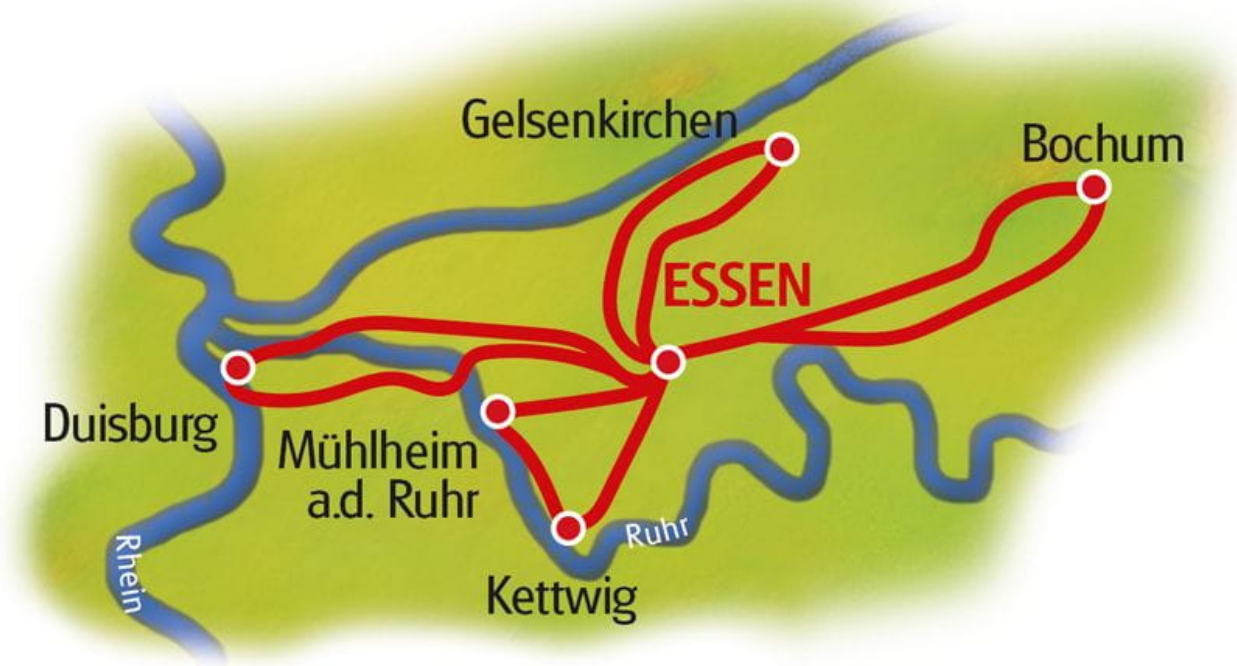 Gelsenkirchen
Bochum
ESSEN
Duisburg
Mühlheim
a.d. Ruhr
Ruhr
Rhein
Kettwig